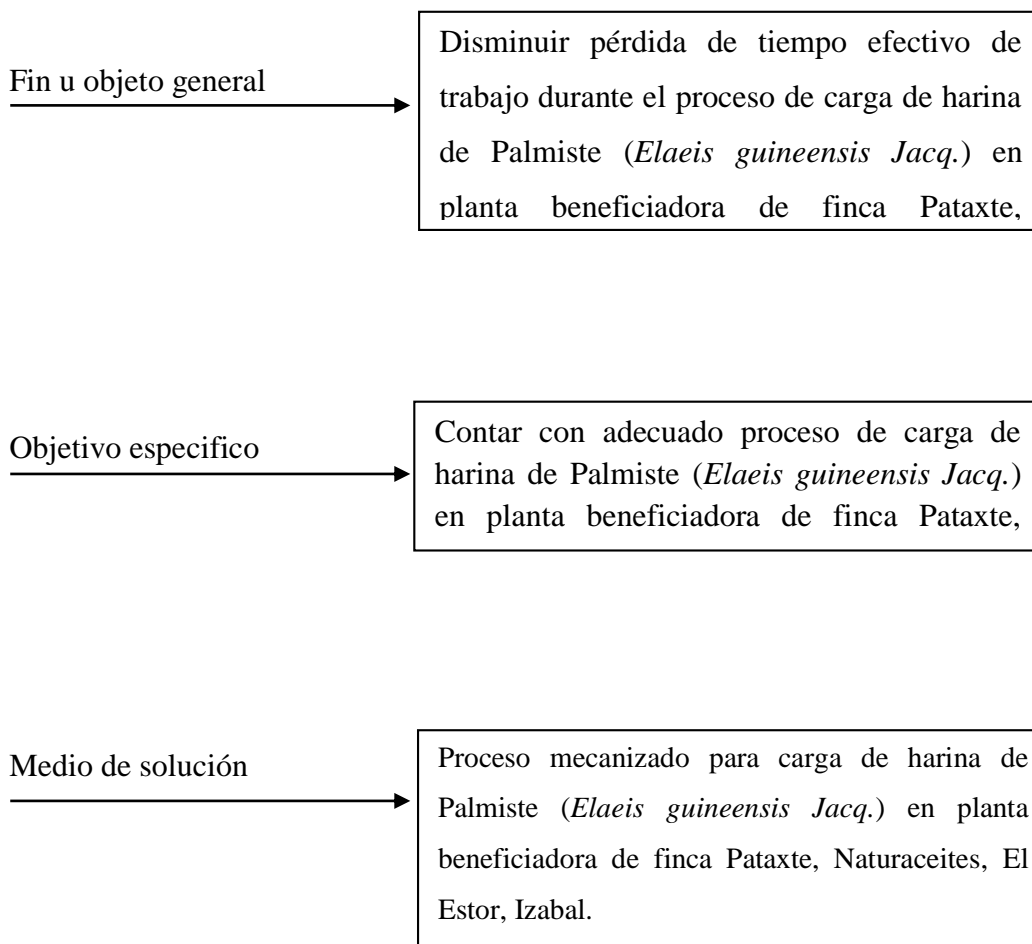 Fin u objeto general
Disminuir pérdida de tiempo efectivo de
trabajo durante el proceso de carga de harina
de Palmiste (Elaeis guineensis Jacq.) en
planta beneficiadora de finca Pataxte,
Objetivo especifico
Contar con adecuado proceso de carga de
harina de Palmiste (Elaeis guineensis Jacq.)
en planta beneficiadora de finca Pataxte,
Medio de solución
Proceso mecanizado para carga de harina de
Palmiste (Elaeis guineensis Jacq.) en planta
beneficiadora de finca Pataxte, Naturaceites, El
Estor, Izabal.